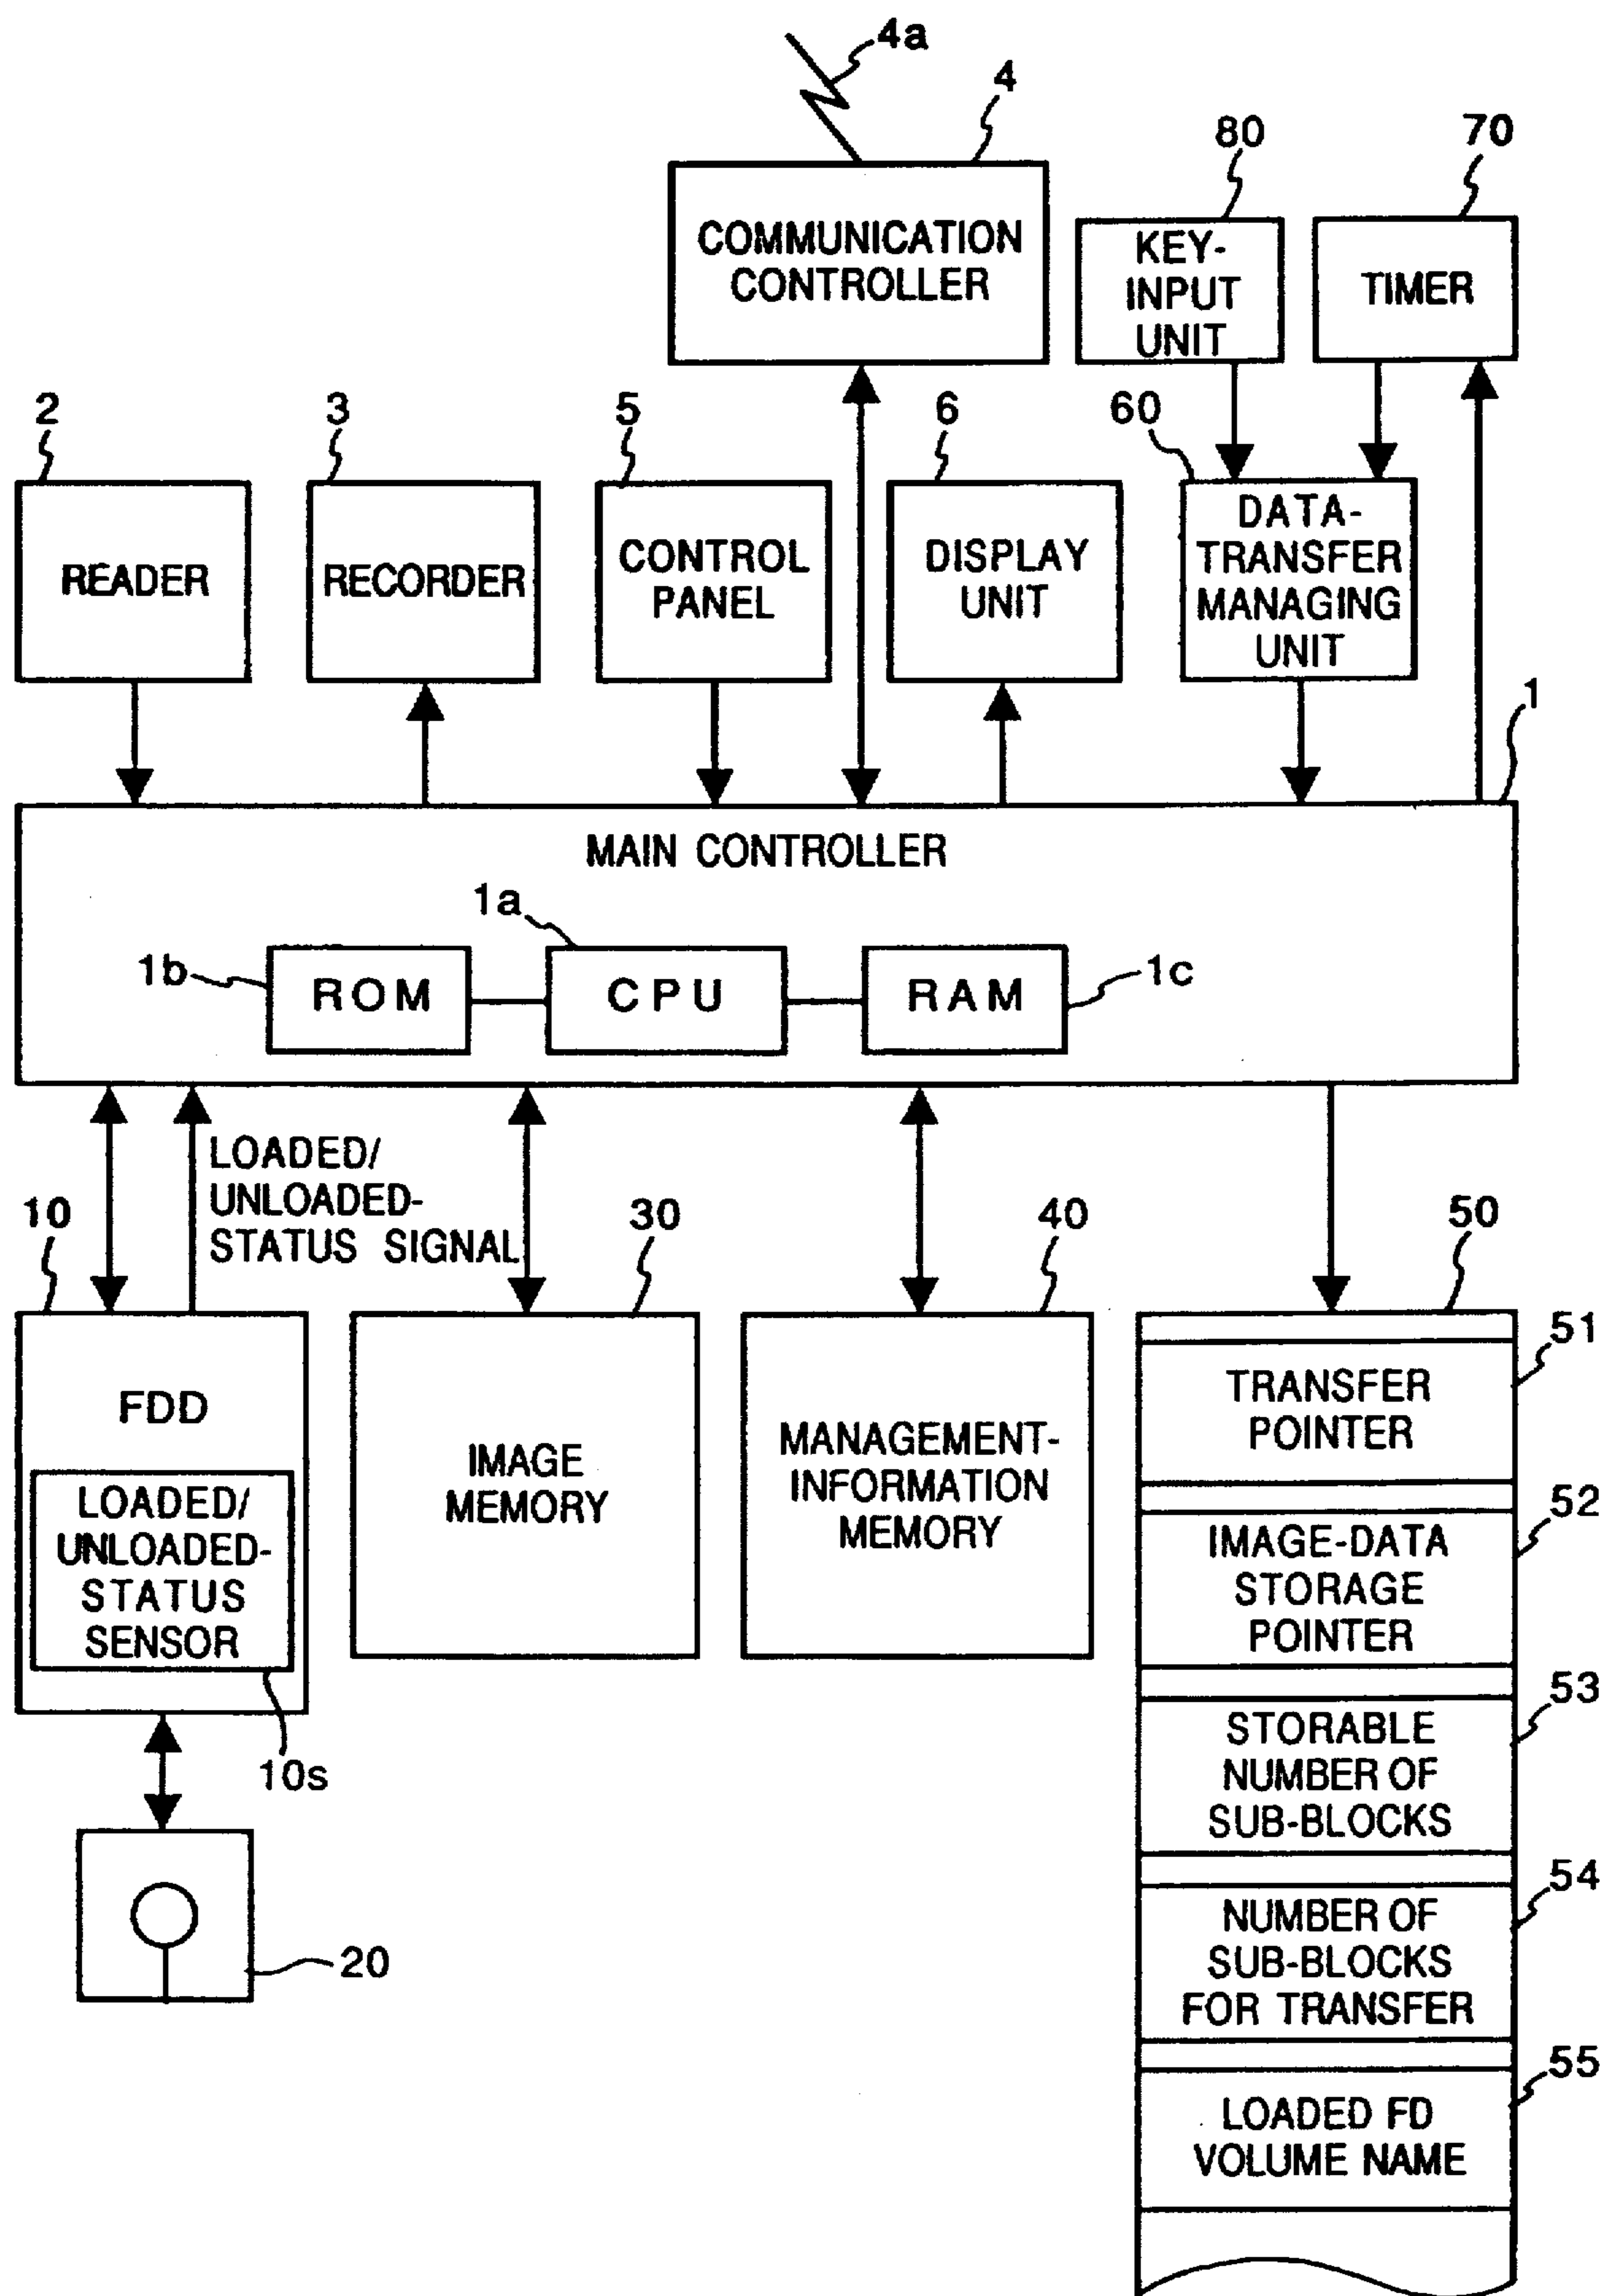 4a
4
80
70
COMMUNICATION
CONTROLLER
KEY-
INPUT
UNIT
TIMER
2
3
5
6
60
READER
RECORDER
CONTROL
PANEL
DISPLAY
UNIT
DATA-
TRANSFER
MANAGING
UNIT
1
MAIN CONTROLLER
1a
1b
ROM
CPU
RAM
1c
LOADED/
UNLOADED-
STATUS SIGNAL
10
30
40
50
FDD
LOADED/
UNLOADED-
STATUS
SENSOR
10s
20
IMAGE
MEMORY
MANAGEMENT-
INFORMATION
MEMORY
51
TRANSFER
POINTER
52
IMAGE-DATA
STORAGE
POINTER
53
STORABLE
NUMBER OF
SUB-BLOCKS
54
NUMBER OF
SUB-BLOCKS
FOR TRANSFER
55
LOADED FD
VOLUME NAME